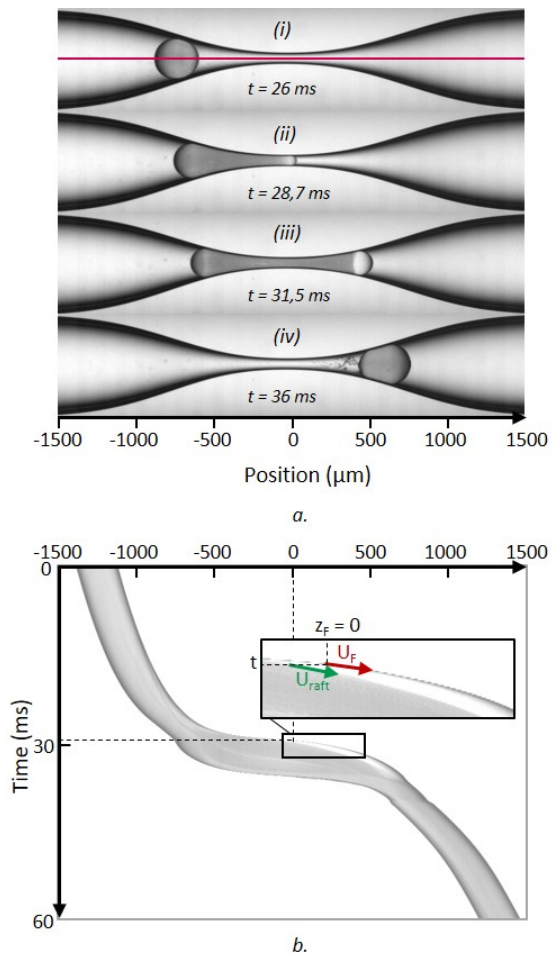 (i)
t = 26 ms
(ii)
t = 28,7 ms
(iii)
t = 31,5 ms
(iv)
t = 36 ms
-1500 -1000 -500 0 500 1000 1500
Position (μm)
a.
-1500 -1000 -500 0 500 1000 1500
0
z_F = 0
t
U_F
U_raft
30
Time (ms)
60
b.